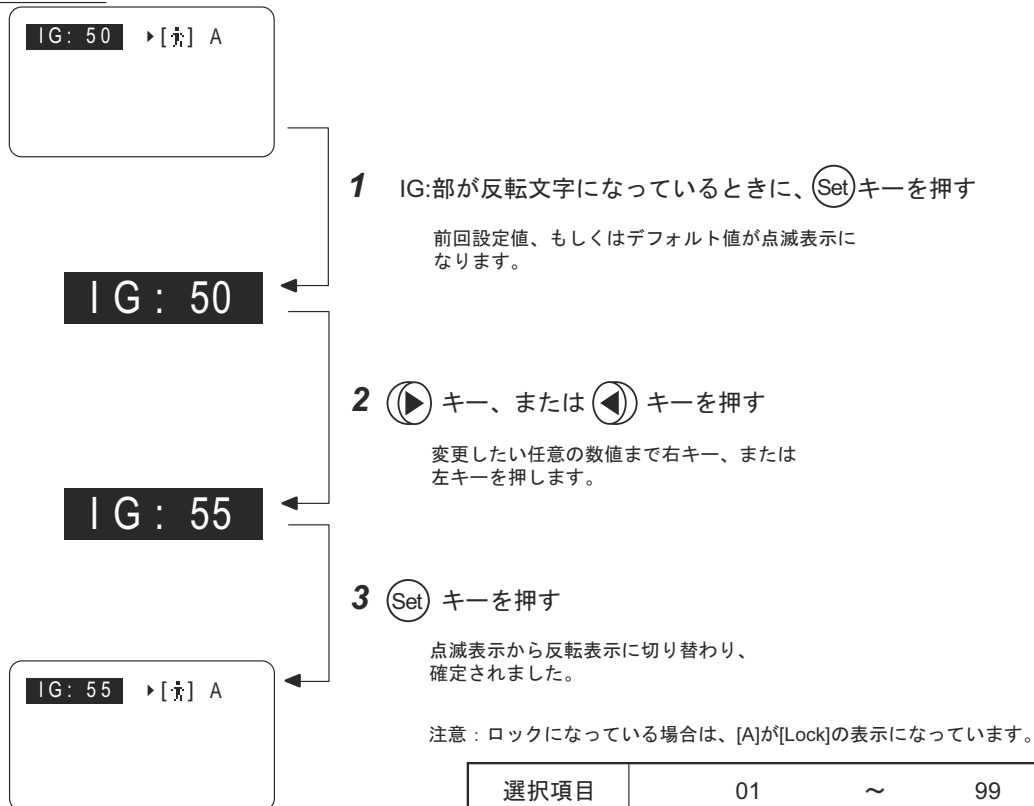 IG: 50 [ ] A
1 IG:部が反転文字になっているときに、Setキーを押す
前回設定値、もしくはデフォルト値が点滅表示に
なります。
IG: 50
2 キー、または キーを押す
変更したい任意の数値まで右キー、または
左キーを押します。
IG: 55
3 Set キーを押す
点滅表示から反転表示に切り替わり、
確定されました。
IG: 55 [ ] A
注意：ロックになっている場合は、[A]が[Lock]の表示になっています。
選択項目 01 ～ 99